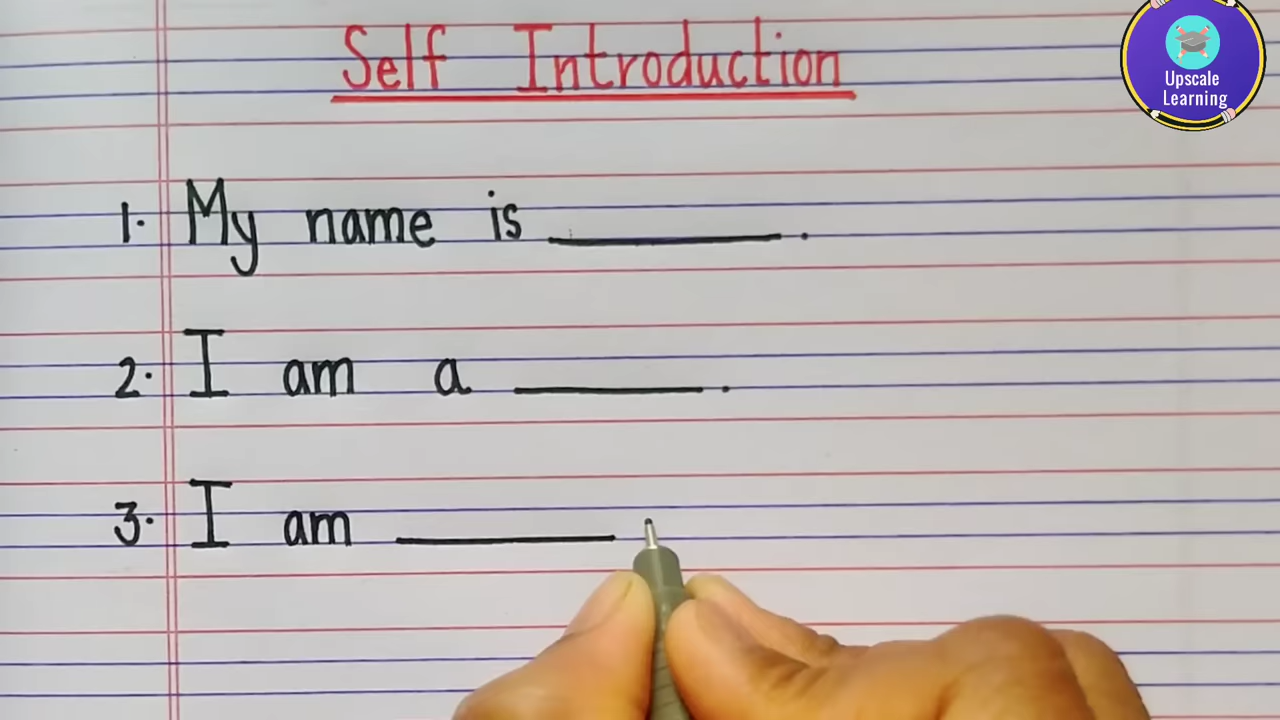 Self Introduction
Upscale
Learning
1. My name is ________.
2. I am a ________.
3. I am ________